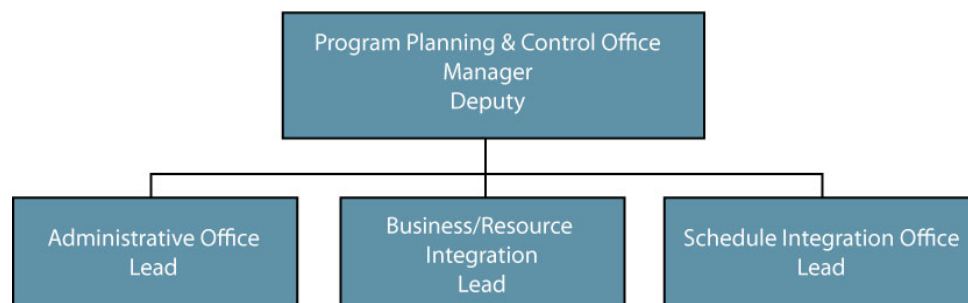 Program Planning & Control Office
Manager
Deputy
Administrative Office
Lead
Business/Resource
Integration
Lead
Schedule Integration Office
Lead